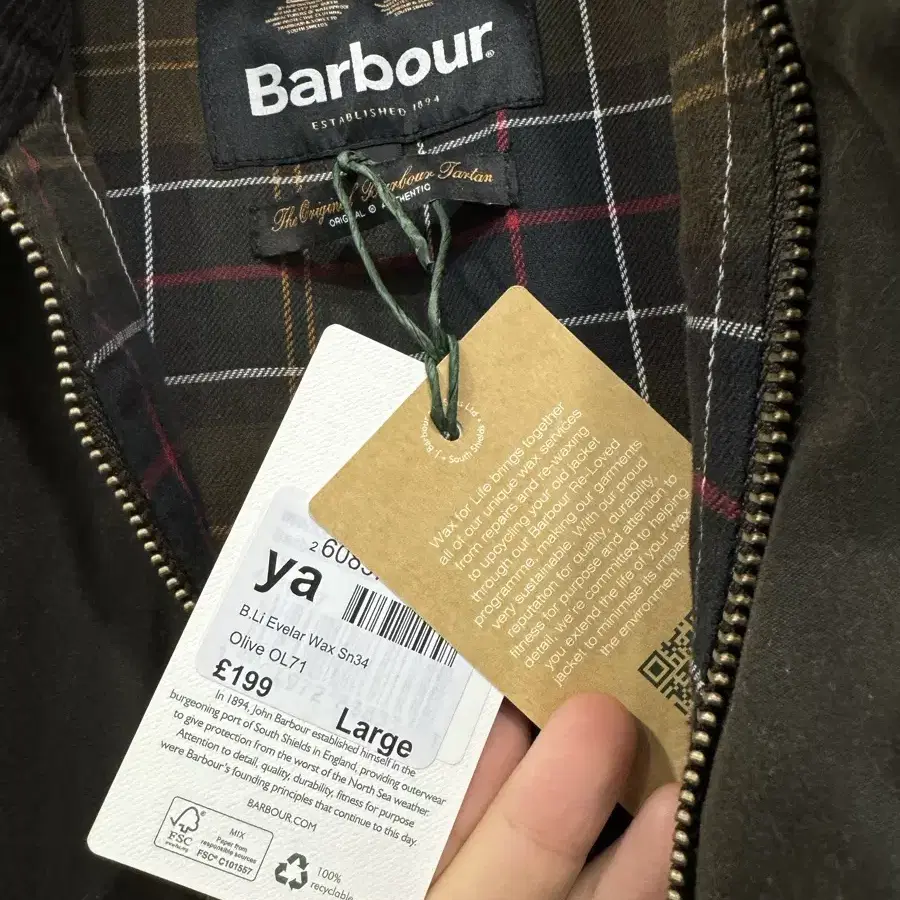 Barbour
ESTABLISHED 1894
The Original Barbour Tartan
ORIGINAL © AUTHENTIC
Wax for Life brings together
all of our unique wax services
from repairs and re-waxing
to upcycling your old jacket
through our Barbour Re-Loved
programme, making our garments
very sustainable. With our proud
reputation for quality, durability,
fitness for purpose and attention to
detail, we're committed to helping
you extend the life of your wax
jacket to minimise its impact
the environment.
ya
B.Li Evelar Wax Sn34
Olive OL71
£199
Large
In 1894, John Barbour established himself in the
burgeoning port of South Shields in England, providing outerwear
to give protection from the worst of the North Sea weather.
Attention to detail, quality, durability, fitness for purpose
were Barbour's founding principles that continue to this day.
BARBOUR.COM
FSC
www.fsc.org
MIX
Paper from
responsible sources
FSC® C101557
100%
recyclable